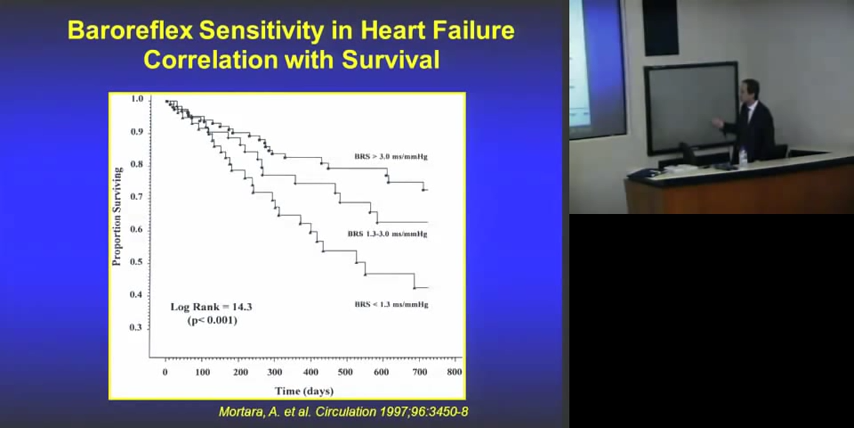 Baroreflex Sensitivity in Heart Failure
Correlation with Survival
1.0
0.9
0.8
0.7
0.6
0.5
0.4
0.3
Proportion Surviving
BRS > 3.0 ms/mmHg
BRS 1.3-3.0 ms/mmHg
BRS < 1.3 ms/mmHg
Log Rank = 14.3
(p< 0.001)
0 100 200 300 400 500 600 700 800
Time (days)
Mortara, A. et al. Circulation 1997;96:3450-8